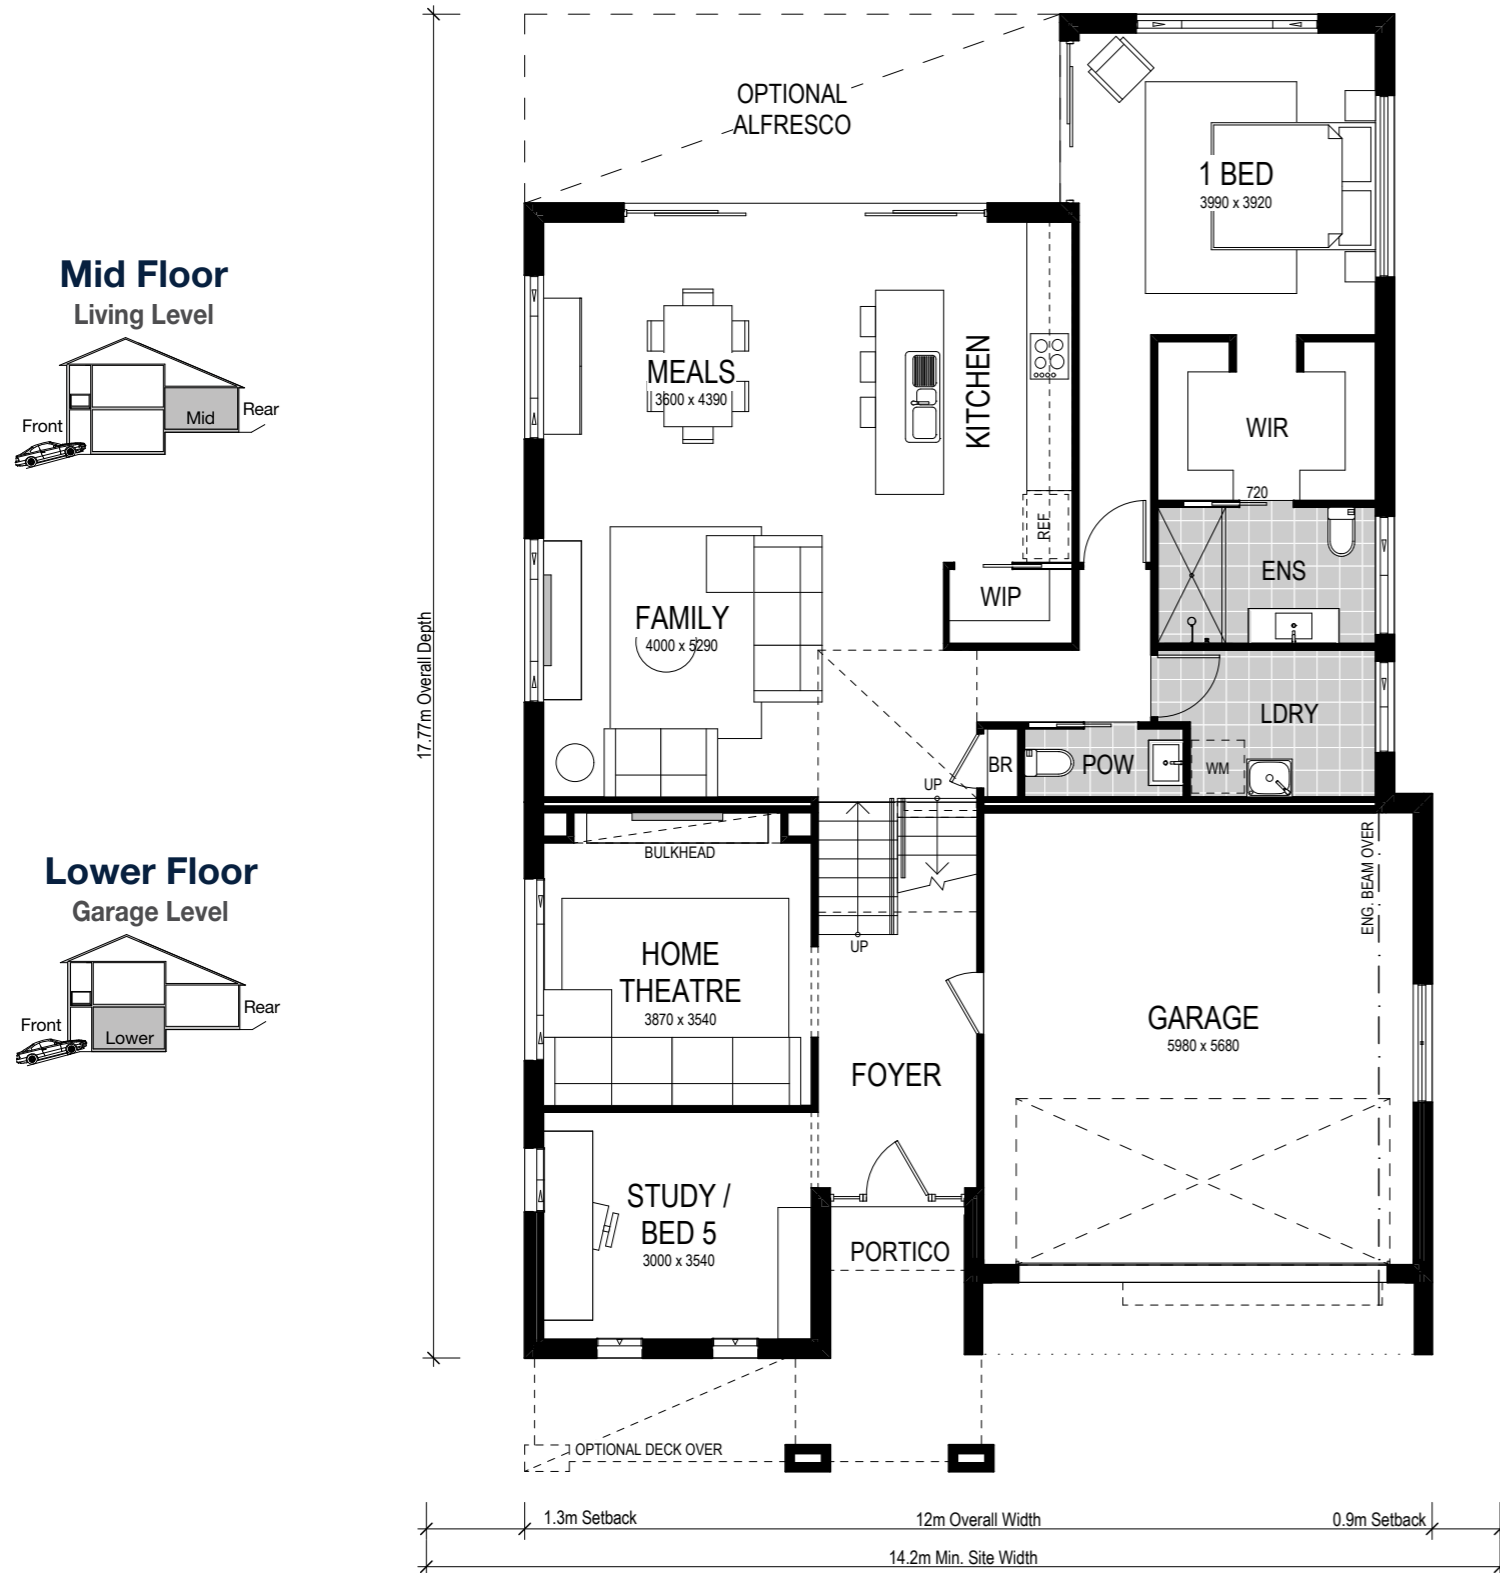 OPTIONAL
ALFRESCO
1 BED
3990 x 3920
Mid Floor
Living Level
Front
Mid
Rear
MEALS
3600 x 4390
KITCHEN
WIR
720
REF.
ENS
WIP
FAMILY
4000 x 5290
17.77m Overall Depth
LDRY
BR
POW
WM
UP
Lower Floor
Garage Level
Front
Lower
Rear
BULKHEAD
ENG. BEAM OVER
UP
HOME
THEATRE
3870 x 3540
GARAGE
5980 x 5680
FOYER
STUDY /
BED 5
3000 x 3540
PORTICO
OPTIONAL DECK OVER
1.3m Setback
12m Overall Width
0.9m Setback
14.2m Min. Site Width